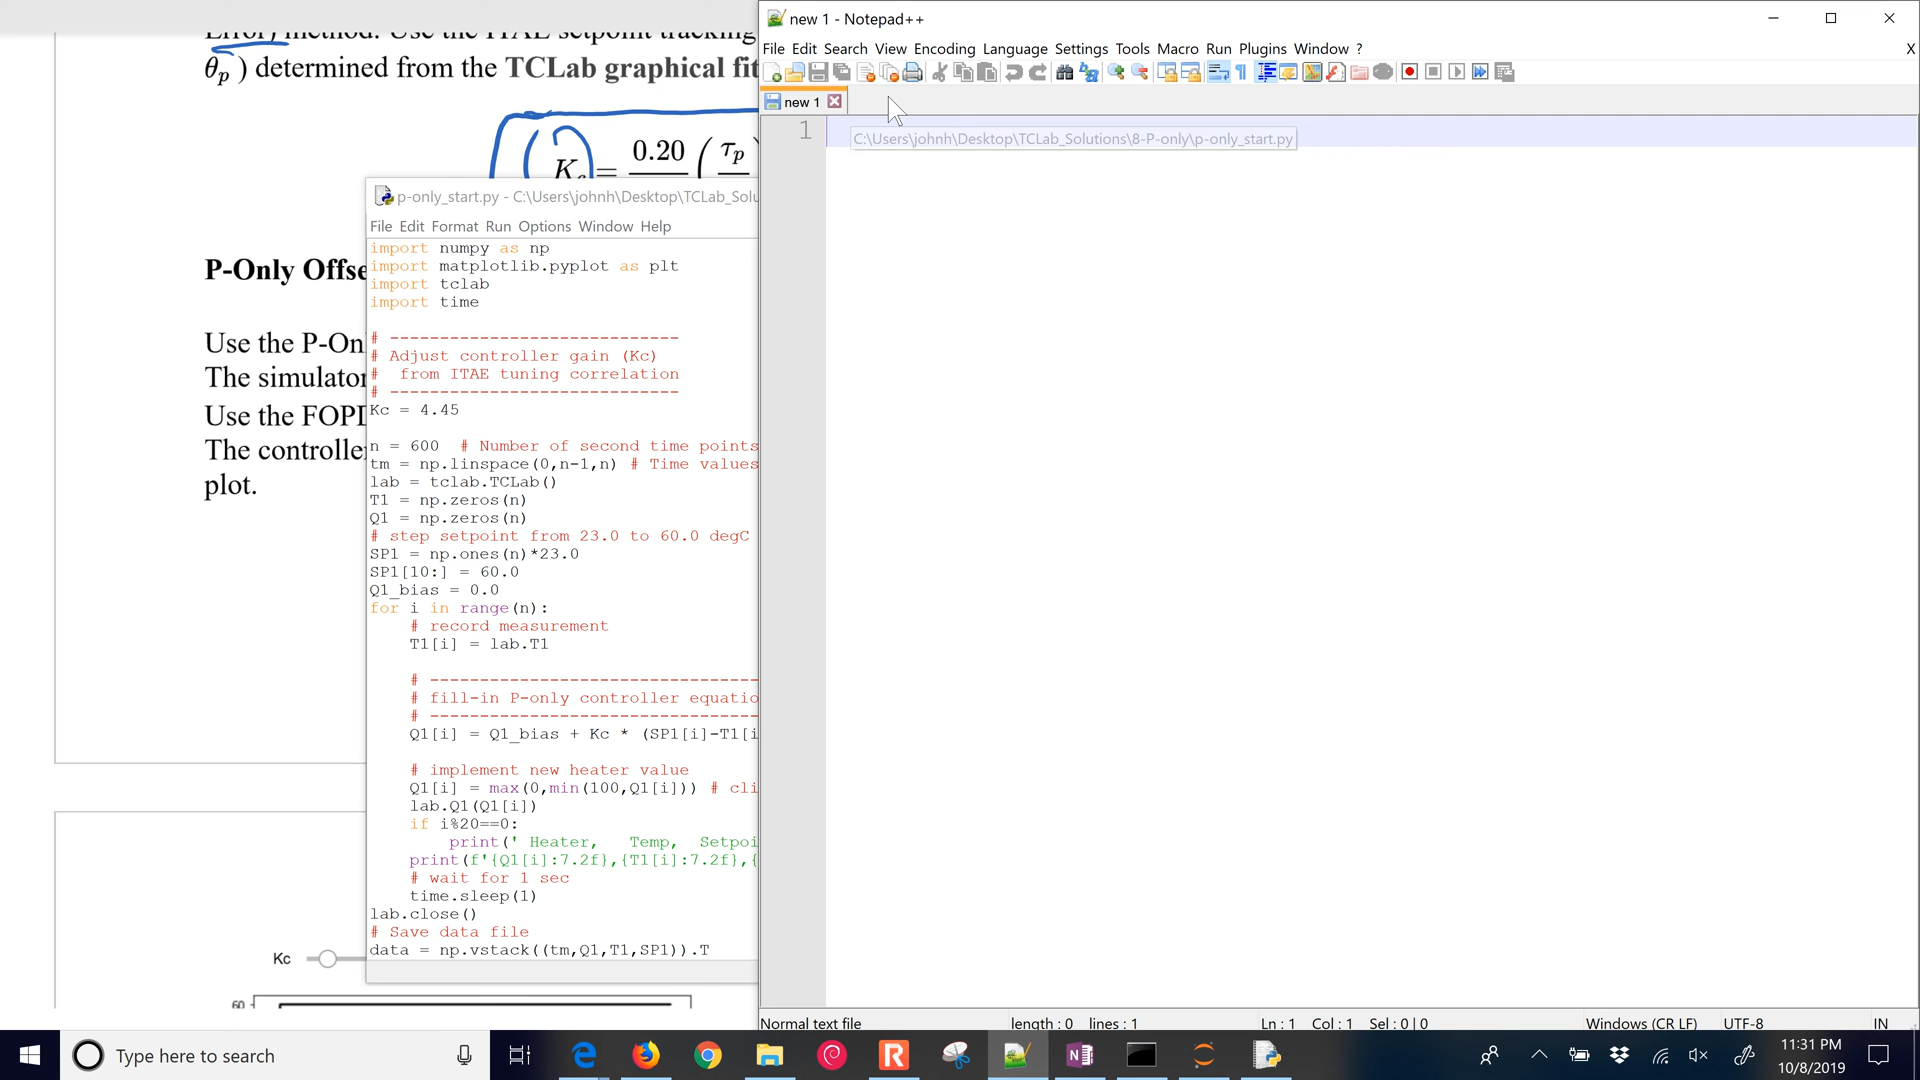 Error) method. Use the ITAE setpoint tracking
θp ) determined from the TCLab graphical fit
Kc = 0.20 ( τp
P-Only Offse
Use the P-On
The simulator
Use the FOPD
The controlle
plot.
Kc
60
p-only_start.py - C:\Users\johnh\Desktop\TCLab_Solu
File Edit Format Run Options Window Help
import numpy as np
import matplotlib.pyplot as plt
import tclab
import time
# -----------------------------
# Adjust controller gain (Kc)
#  from ITAE tuning correlation
# -----------------------------
Kc = 4.45
n = 600  # Number of second time points
tm = np.linspace(0,n-1,n) # Time values
lab = tclab.TCLab()
T1 = np.zeros(n)
Q1 = np.zeros(n)
# step setpoint from 23.0 to 60.0 degC
SP1 = np.ones(n)*23.0
SP1[10:] = 60.0
Q1_bias = 0.0
for i in range(n):
# record measurement
T1[i] = lab.T1
# ---------------------------------
# fill-in P-only controller equatio
# ---------------------------------
Q1[i] = Q1_bias + Kc * (SP1[i]-T1[i
# implement new heater value
Q1[i] = max(0,min(100,Q1[i])) # cli
lab.Q1(Q1[i])
if i%20==0:
print(' Heater,   Temp,  Setpoi
print(f'{Q1[i]:7.2f},{T1[i]:7.2f},{
# wait for 1 sec
time.sleep(1)
lab.close()
# Save data file
data = np.vstack((tm,Q1,T1,SP1)).T
new 1 - Notepad++
File Edit Search View Encoding Language Settings Tools Macro Run Plugins Window ? X
new 1
1
C:\Users\johnh\Desktop\TCLab_Solutions\8-P-only\p-only_start.py
Normal text file length : 0 lines : 1 Ln : 1 Col : 1 Sel : 0 | 0 Windows (CR LF) UTF-8 IN
Type here to search
11:31 PM
10/8/2019